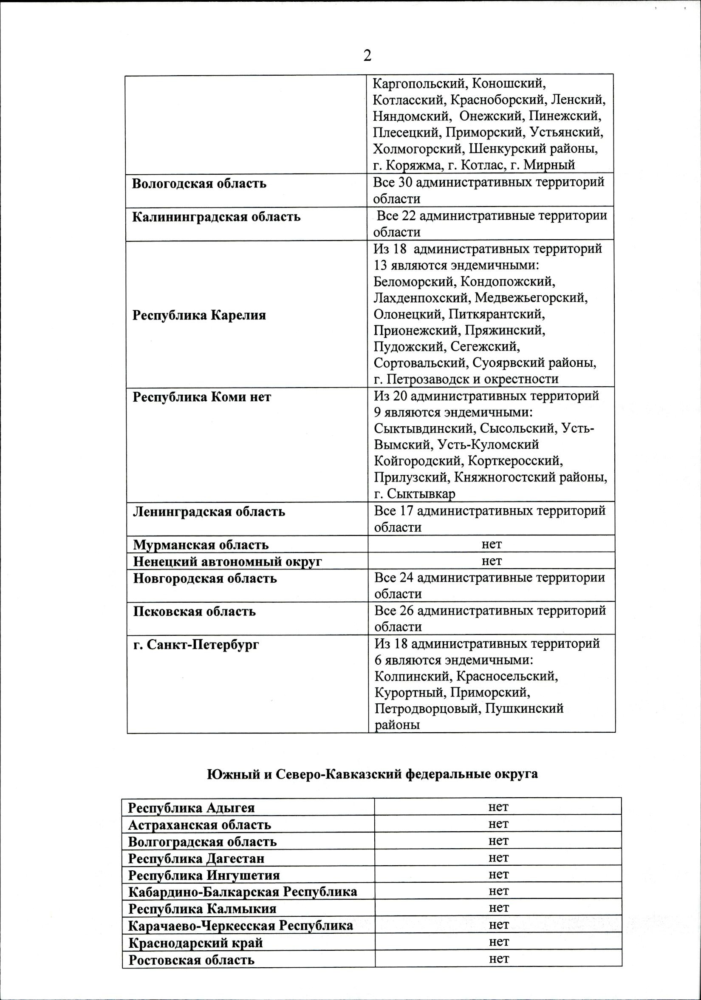 2
Каргопольский, Коношский,
Котласский, Красноборский, Ленский,
Няндомский, Онежский, Пинежский,
Плесецкий, Приморский, Устьянский,
Холмогорский, Шенкурский районы,
г. Коряжма, г. Котлас, г. Мирный
Вологодская область
Все 30 административных территорий
области
Калининградская область
Все 22 административные территории
области
Республика Карелия
Из 18 административных территорий
13 являются эндемичными:
Беломорский, Кондопожский,
Лахденпохский, Медвежьегорский,
Олонецкий, Питкярантский,
Прионежский, Пряжинский,
Пудожский, Сегежский,
Сортовальский, Суоярвский районы,
г. Петрозаводск и окрестности
Республика Коми нет
Из 20 административных территорий
9 являются эндемичными:
Сыктывдинский, Сысольский, Усть-
Вымский, Усть-Куломский
Койгородский, Корткеросский,
Прилузский, Княжногостский районы,
г. Сыктывкар
Ленинградская область
Все 17 административных территорий
области
Мурманская область нет
Ненецкий автономный округ нет
Новгородская область
Все 24 административные территории
области
Псковская область
Все 26 административных территорий
области
г. Санкт-Петербург
Из 18 административных территорий
6 являются эндемичными:
Колпинский, Красносельский,
Курортный, Приморский,
Петродворцовый, Пушкинский
районы
Южный и Северо-Кавказский федеральные округа
Республика Адыгея нет
Астраханская область нет
Волгоградская область нет
Республика Дагестан нет
Республика Ингушетия нет
Кабардино-Балкарская Республика нет
Республика Калмыкия нет
Карачаево-Черкесская Республика нет
Краснодарский край нет
Ростовская область нет